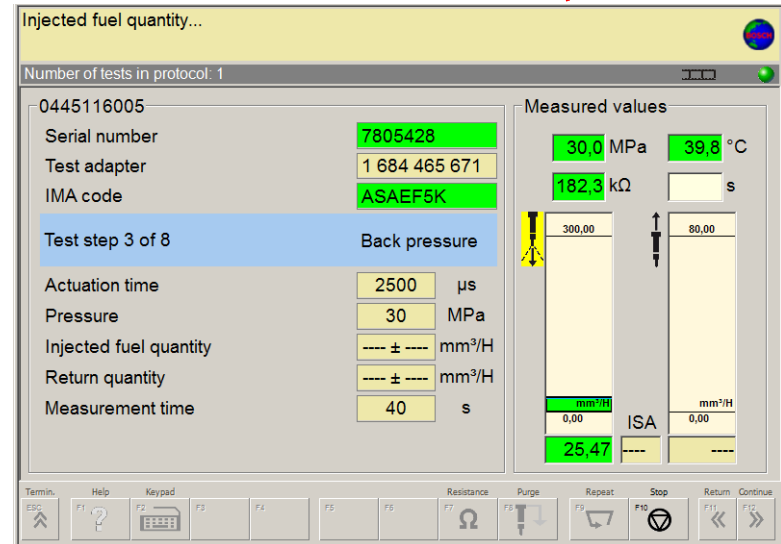 Injected fuel quantity...
BOSCH
Number of tests in protocol: 1
0445116005
Serial number 7805428
Test adapter 1 684 465 671
IMA code ASAEF5K
Test step 3 of 8 Back pressure
Actuation time 2500 µs
Pressure 30 MPa
Injected fuel quantity ---- ± ---- mm³/H
Return quantity ---- ± ---- mm³/H
Measurement time 40 s
Measured values
30,0 MPa 39,8 °C
182,3 kΩ s
300,00 80,00
mm³/H mm³/H
0,00 ISA 0,00
25,47 ---- ----
Termin. Help Keypad Resistance Purge Repeat Stop Return Continue
ESC F1 F2 F3 F4 F5 F6 F7 F8 F9 F10 F11 F12
? Ω